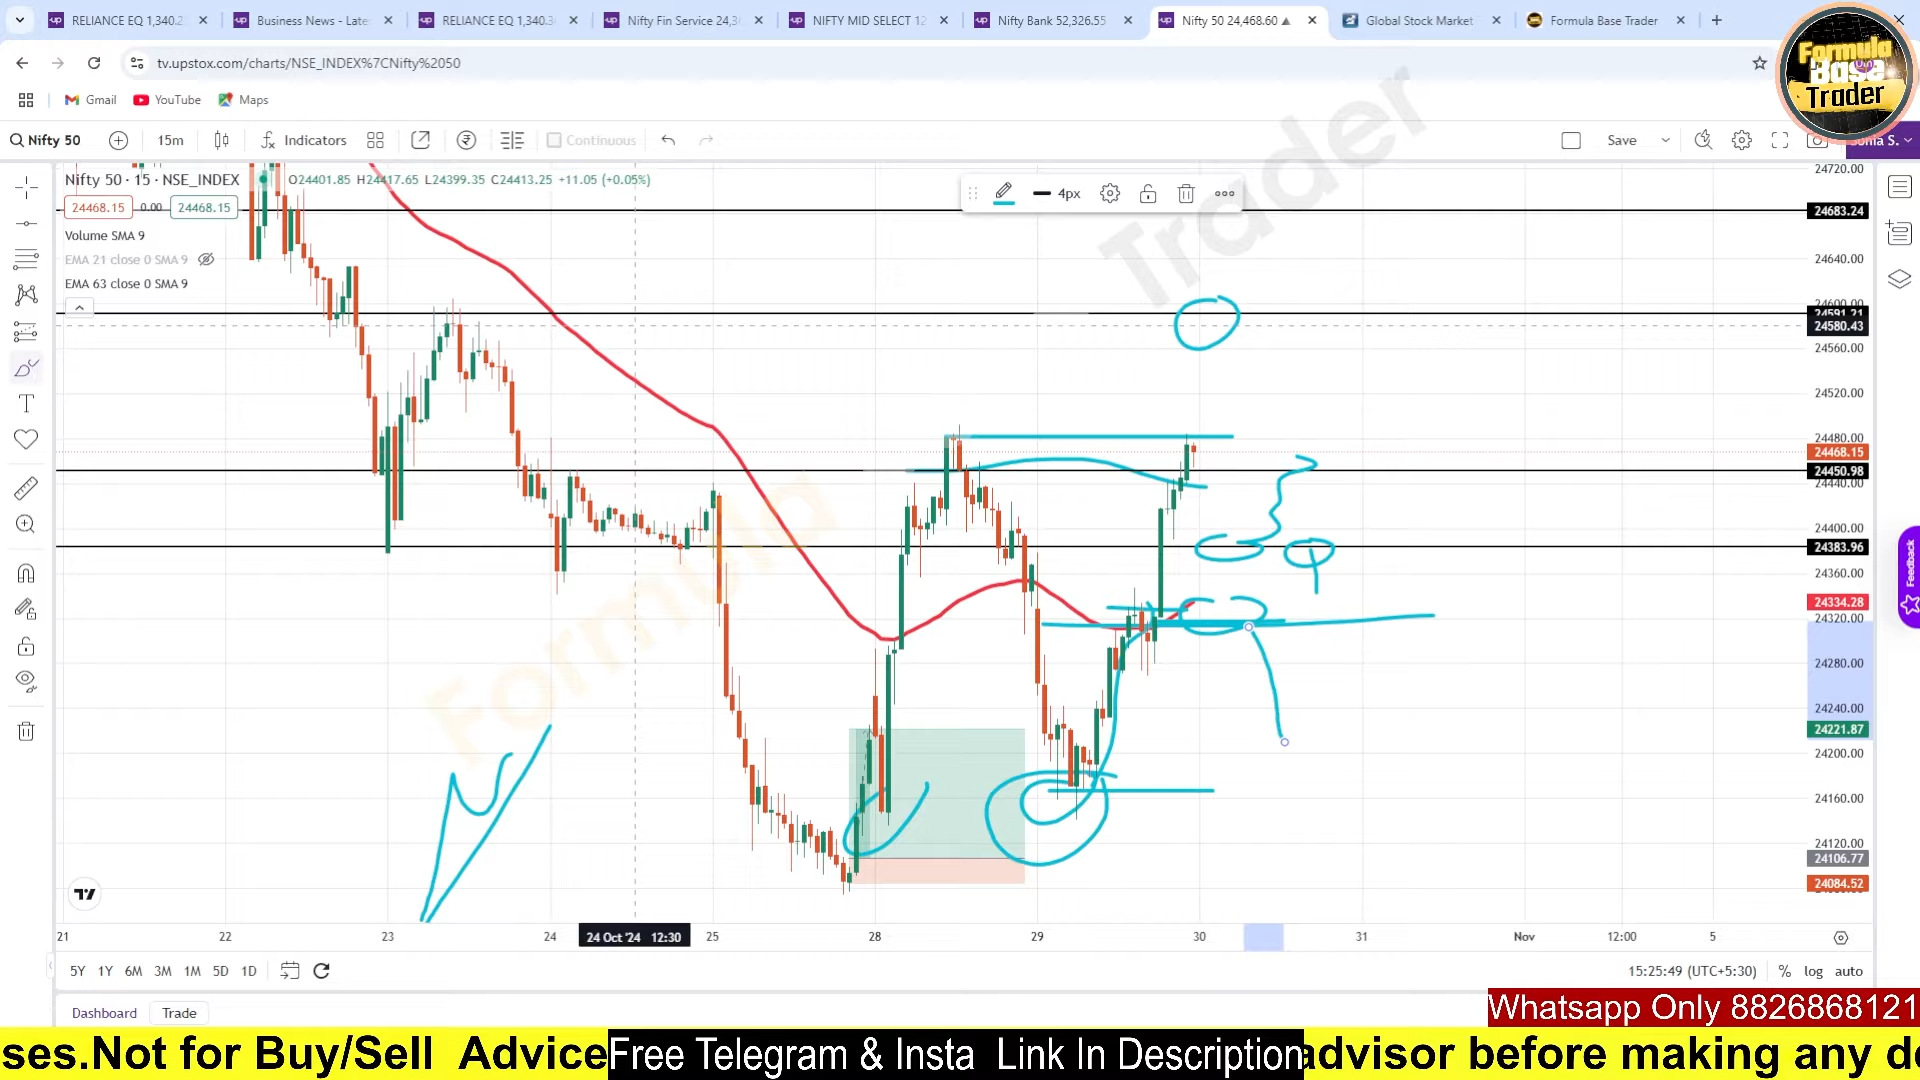 RELIANCE EQ 1,340.2
Business News - Late
RELIANCE EQ 1,340.3
Nifty Fin Service 24,3
NIFTY MID SELECT 12
Nifty Bank 52,326.55
Nifty 50 24,468.60 ▲
Global Stock Market
Formula Base Trader
tv.upstox.com/charts/NSE_INDEX%7CNifty%2050
Gmail
YouTube
Maps
Formula
Base
Trader
Nifty 50
15m
Indicators
Continuous
Save
onia S.
Nifty 50 · 15 · NSE_INDEX
O24401.85 H24417.65 L24399.35 C24413.25 +11.05 (+0.05%)
24468.15 0.00 24468.15
Volume SMA 9
EMA 21 close 0 SMA 9
EMA 63 close 0 SMA 9
4px
Formula
Trader
24720.00
24683.24
24640.00
24600.00
24591.21
24580.43
24560.00
24520.00
24480.00
24468.15
24450.98
24440.00
24400.00
24383.96
24360.00
24334.28
24320.00
24280.00
24240.00
24221.87
24200.00
24160.00
24120.00
24106.77
24084.52
Feedback
21 22 23 24 24 Oct '24 12:30 25 28 29 30 31 Nov 12:00 5
5Y 1Y 6M 3M 1M 5D 1D
15:25:49 (UTC+5:30) % log auto
Dashboard Trade
Whatsapp Only 8826868121
ses.Not for Buy/Sell Advice
Free Telegram & Insta Link In Description
advisor before making any de